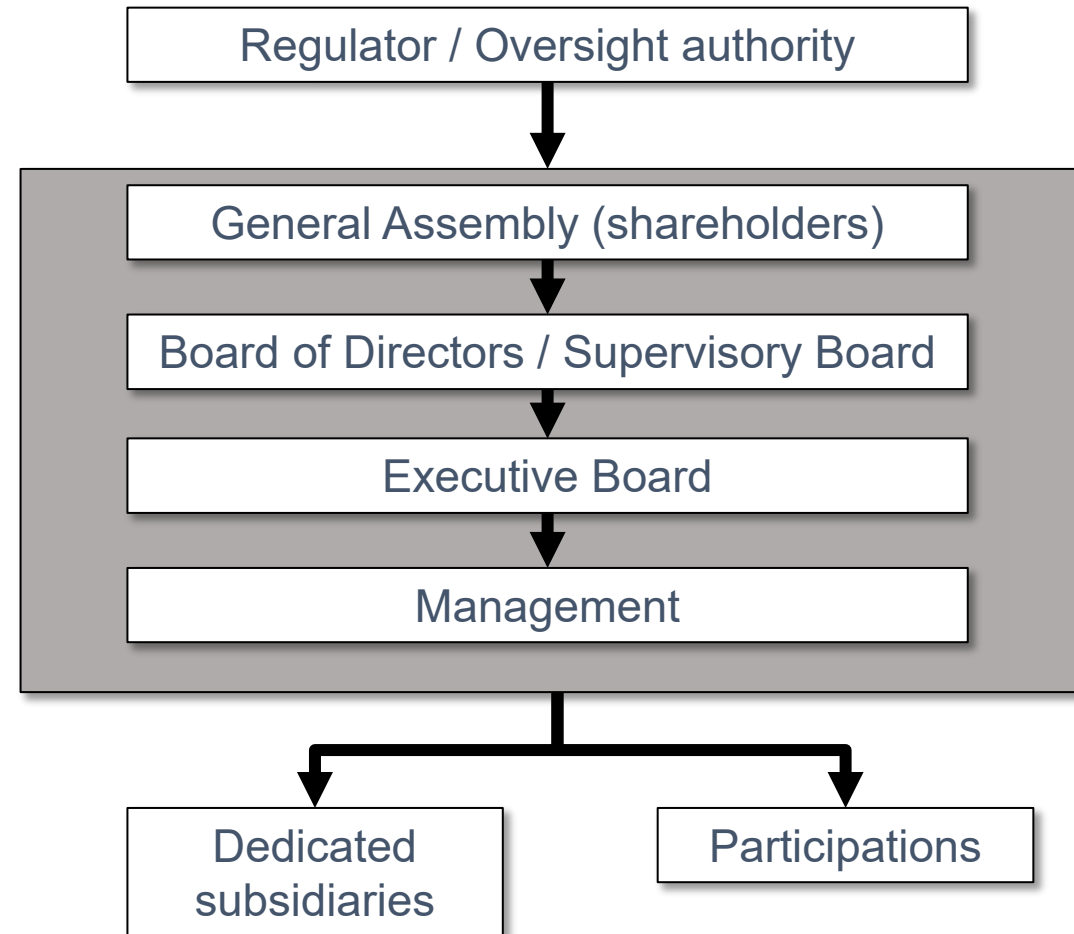 Regulator / Oversight authority
General Assembly (shareholders)
Board of Directors / Supervisory Board
Executive Board
Management
Dedicated
subsidiaries
Participations